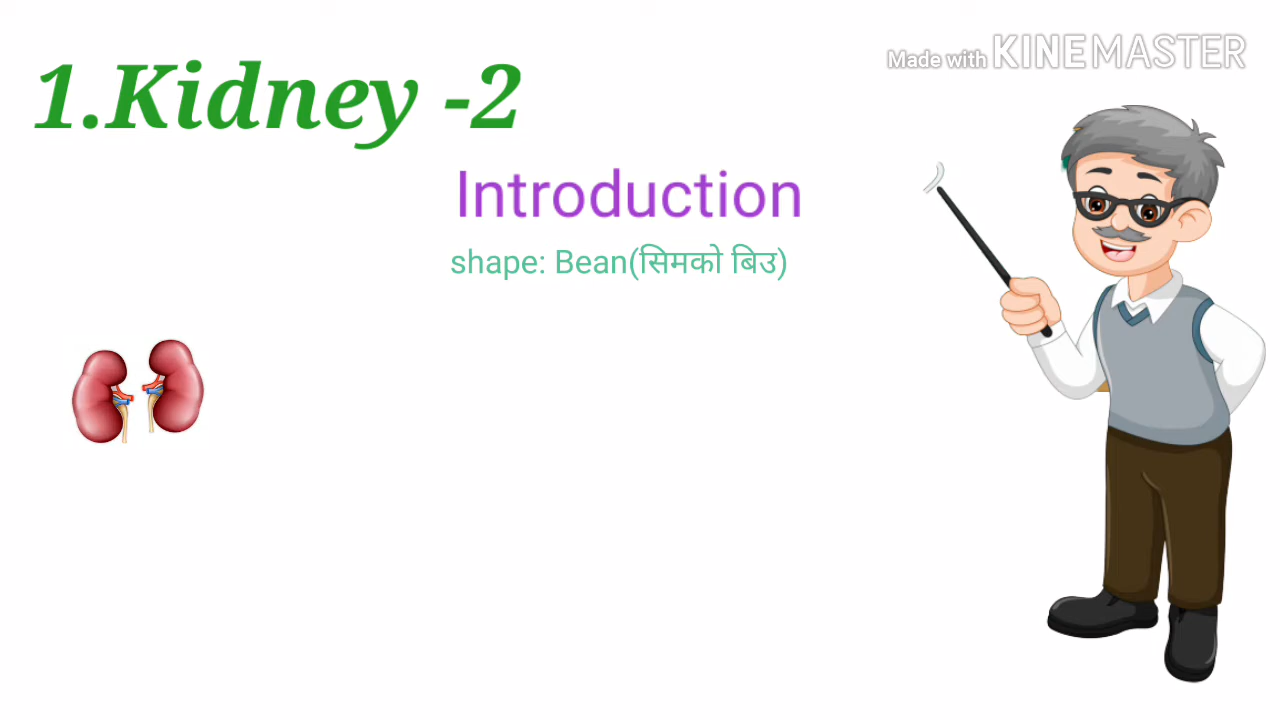 Made with KINEMASTER
1.Kidney -2
Introduction
shape: Bean(सिमको बिउ)